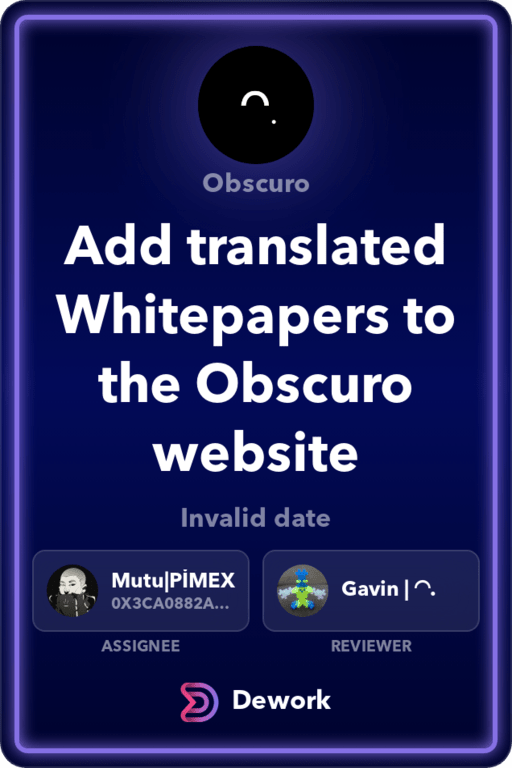 Obscuro
Add translated
Whitepapers to
the Obscuro
website
Invalid date
Mutu|PİMEX
0X3CA0882A...
ASSIGNEE
Gavin | ◠.
REVIEWER
Dework